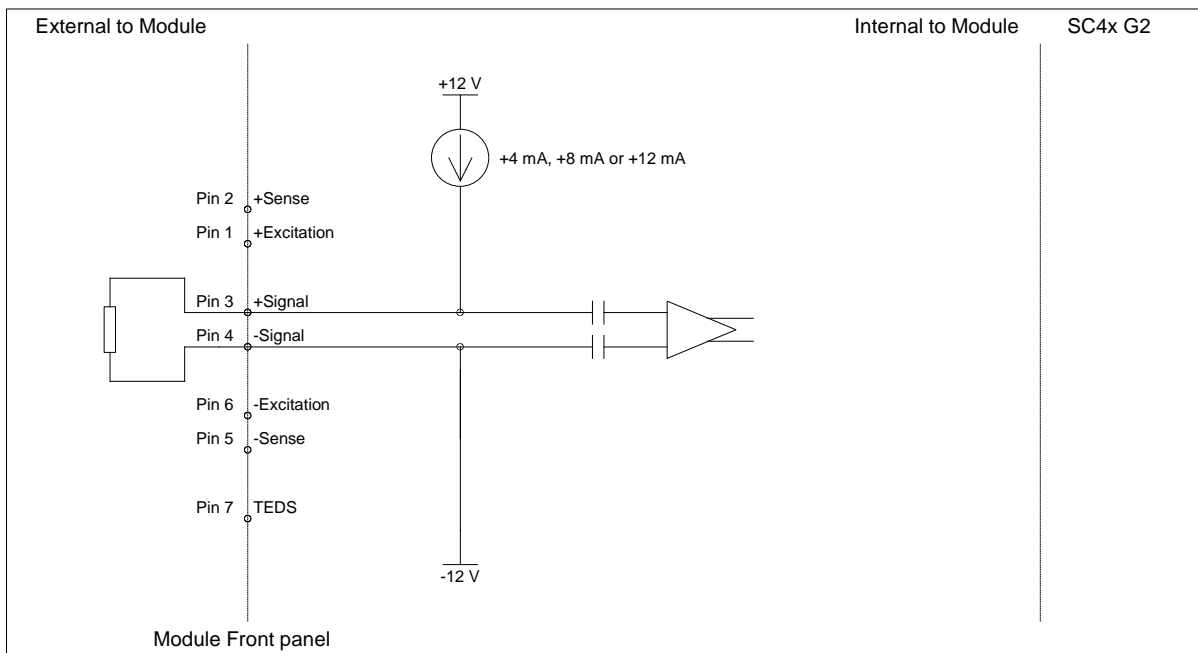 External to Module
Internal to Module
SC4x G2
+12 V
+4 mA, +8 mA or +12 mA
Pin 2 +Sense
Pin 1 +Excitation
Pin 3 +Signal
Pin 4 -Signal
Pin 6 -Excitation
Pin 5 -Sense
Pin 7 TEDS
-12 V
Module Front panel